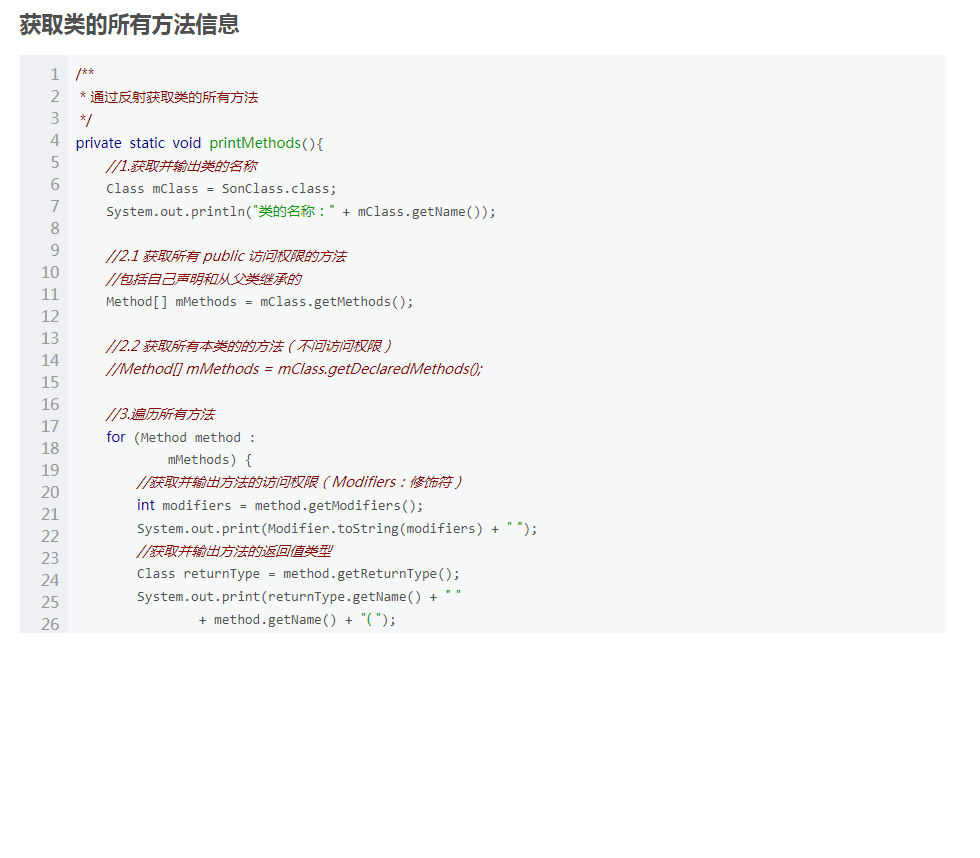 获取类的所有方法信息
1 /**
2 * 通过反射获取类的所有方法
3 */
4 private static void printMethods(){
5 //1.获取并输出类的名称
6 Class mClass = SonClass.class;
7 System.out.println("类的名称：" + mClass.getName());
8
9 //2.1 获取所有 public 访问权限的方法
10 //包括自己声明和从父类继承的
11 Method[] mMethods = mClass.getMethods();
12
13 //2.2 获取所有本类的的方法（不问访问权限）
14 //Method[] mMethods = mClass.getDeclaredMethods();
15
16 //3.遍历所有方法
17 for (Method method :
18 mMethods) {
19 //获取并输出方法的访问权限（Modifiers：修饰符）
20 int modifiers = method.getModifiers();
21 System.out.print(Modifier.toString(modifiers) + " ");
22 //获取并输出方法的返回值类型
23 Class returnType = method.getReturnType();
24 System.out.print(returnType.getName() + " "
25 + method.getName() + "( ");
26